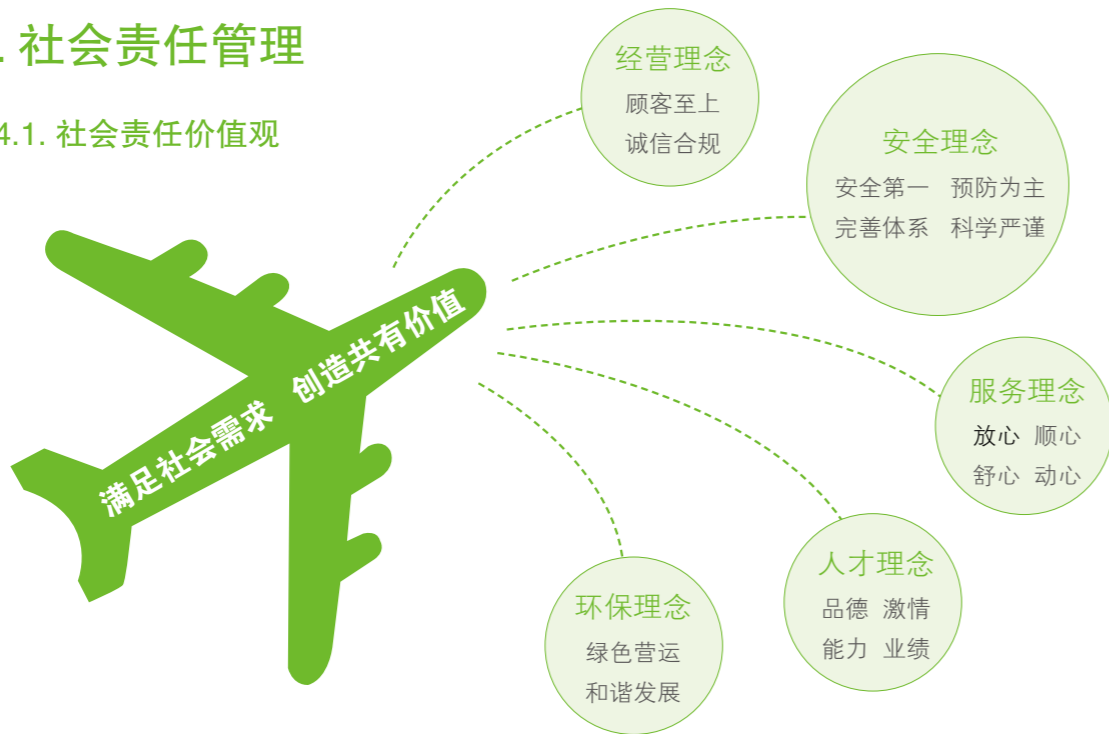 . 社会责任管理
4.1. 社会责任价值观
满足社会需求 创造共有价值
经营理念
顾客至上
诚信合规
安全理念
安全第一 预防为主
完善体系 科学严谨
服务理念
放心 顺心
舒心 动心
人才理念
品德 激情
能力 业绩
环保理念
绿色营运
和谐发展